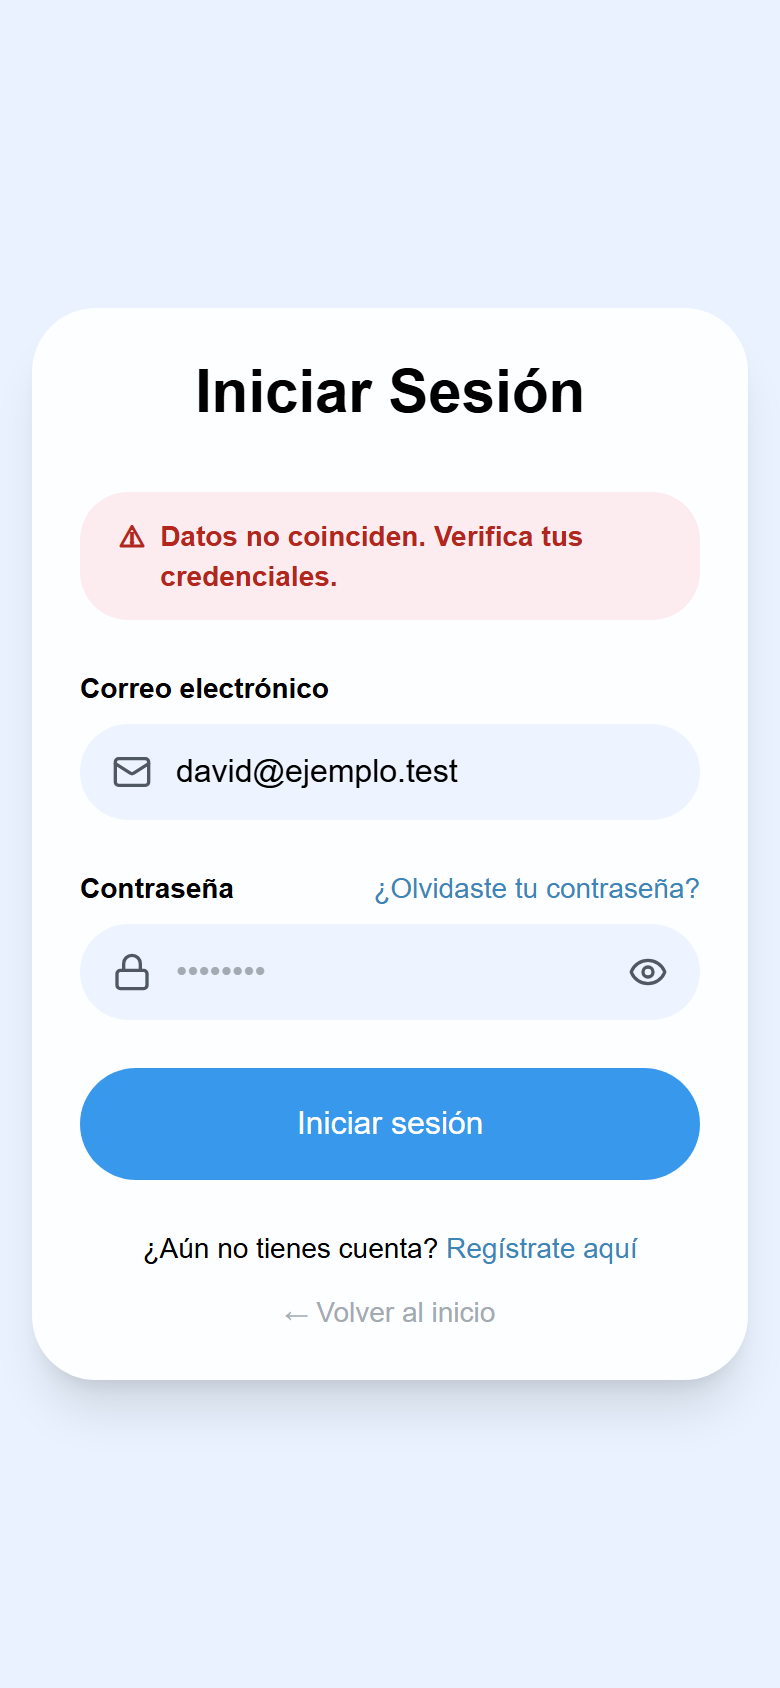 Iniciar Sesión
⚠ Datos no coinciden. Verifica tus
credenciales.
Correo electrónico
david@ejemplo.test
Contraseña ¿Olvidaste tu contraseña?
••••••••
Iniciar sesión
¿Aún no tienes cuenta? Regístrate aquí
← Volver al inicio